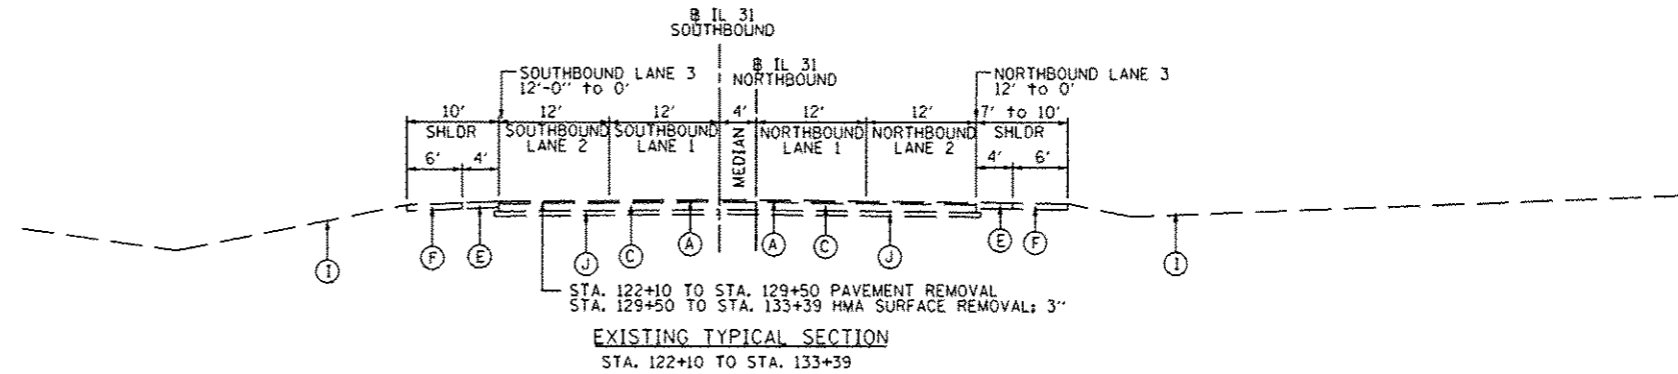 ℄ IL 31
SOUTHBOUND
℄ IL 31
NORTHBOUND
SOUTHBOUND LANE 3
12'-0" to 0'
NORTHBOUND LANE 3
12' to 0'
10'
12'
12'
4'
12'
12'
7' to 10'
SHLDR
SOUTHBOUND LANE 2
SOUTHBOUND LANE 1
MEDIAN
NORTHBOUND LANE 1
NORTHBOUND LANE 2
SHLDR
6'
4'
4'
6'
I
F
E
J
C
A
A
C
J
E
F
I
STA. 122+10 TO STA. 129+50 PAVEMENT REMOVAL
STA. 129+50 TO STA. 133+39 HMA SURFACE REMOVAL; 3"
EXISTING TYPICAL SECTION
STA. 122+10 TO STA. 133+39